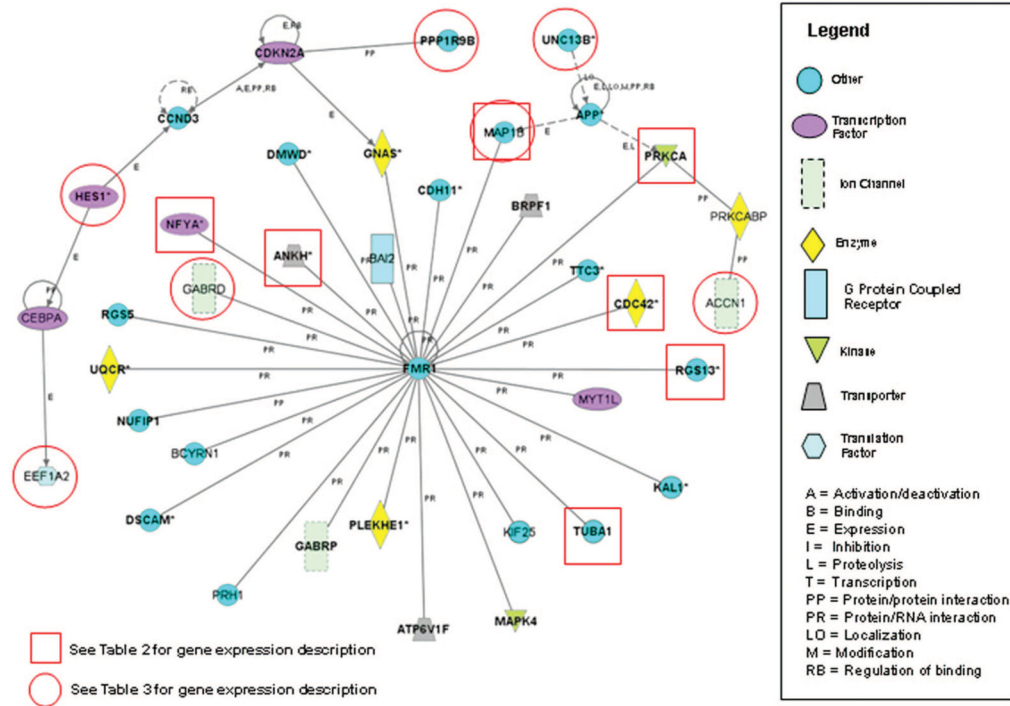 E,RB
CDKN2A
PP
PPP1R9B
UNC13B*
LO
E,L,LO,M,PP,RB
RB
A,E,PP,RB
CCND3
E
DMWD*
GNAS*
MAP1B
E
APP*
E,L
PRKCA
E
HES1*
CDH11*
BRPF1
PP
PRKCABP
NFYA*
ANKH*
BAI2
PR
PR
PR
PR
PR
PR
PP
E
PP
GABRD
TTC3*
CDC42*
ACCN1
CEBPA
RGS5
PR
PR
PR
PR
PR
PR
UQCR*
PR
FMR1
PR
RGS13*
E
PR
MYT1L
NUFIP1
PP
PR
BCYRN1
PR
PR
EEF1A2
PR
PR
PR
PR
PR
KAL1*
DSCAM*
PLEKHE1*
GABRP
KIF25
TUBA1
PRH1
ATP6V1F
MAPK4
See Table 2 for gene expression description
See Table 3 for gene expression description
Legend
Other
Transcription
Factor
Ion Channel
Enzyme
G Protein Coupled
Receptor
Kinase
Transporter
Translation
Factor
A = Activation/deactivation
B = Binding
E = Expression
I = Inhibition
L = Proteolysis
T = Transcription
PP = Protein/protein interaction
PR = Protein/RNA interaction
LO = Localization
M = Modification
RB = Regulation of binding